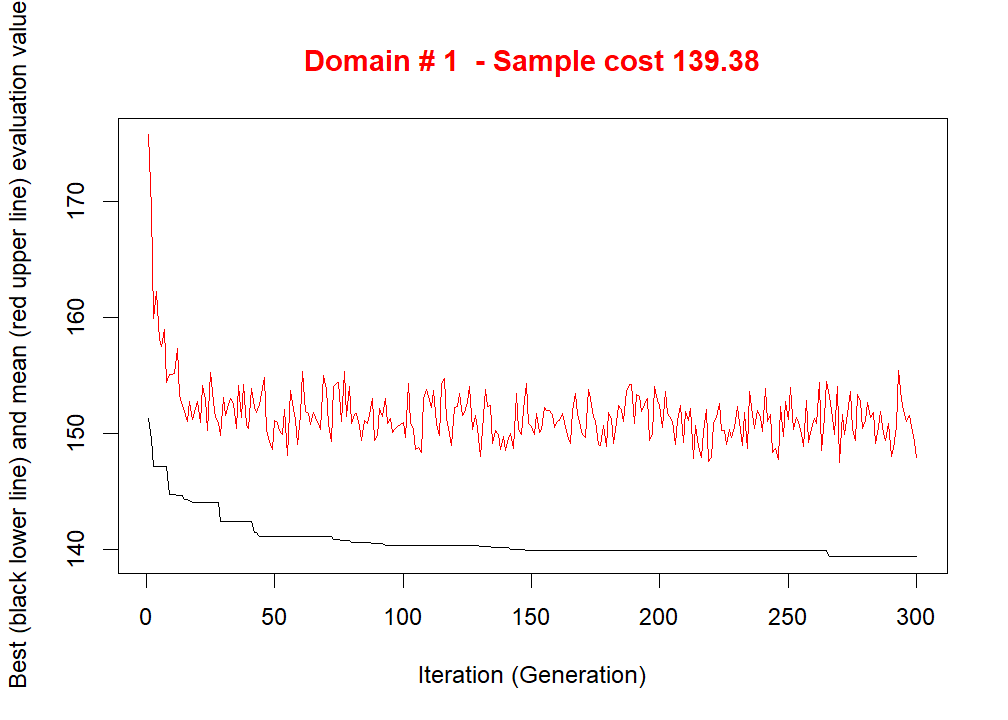 Domain # 1  - Sample cost 139.38
Best (black lower line) and mean (red upper line) evaluation value
170
160
150
140
0 50 100 150 200 250 300
Iteration (Generation)